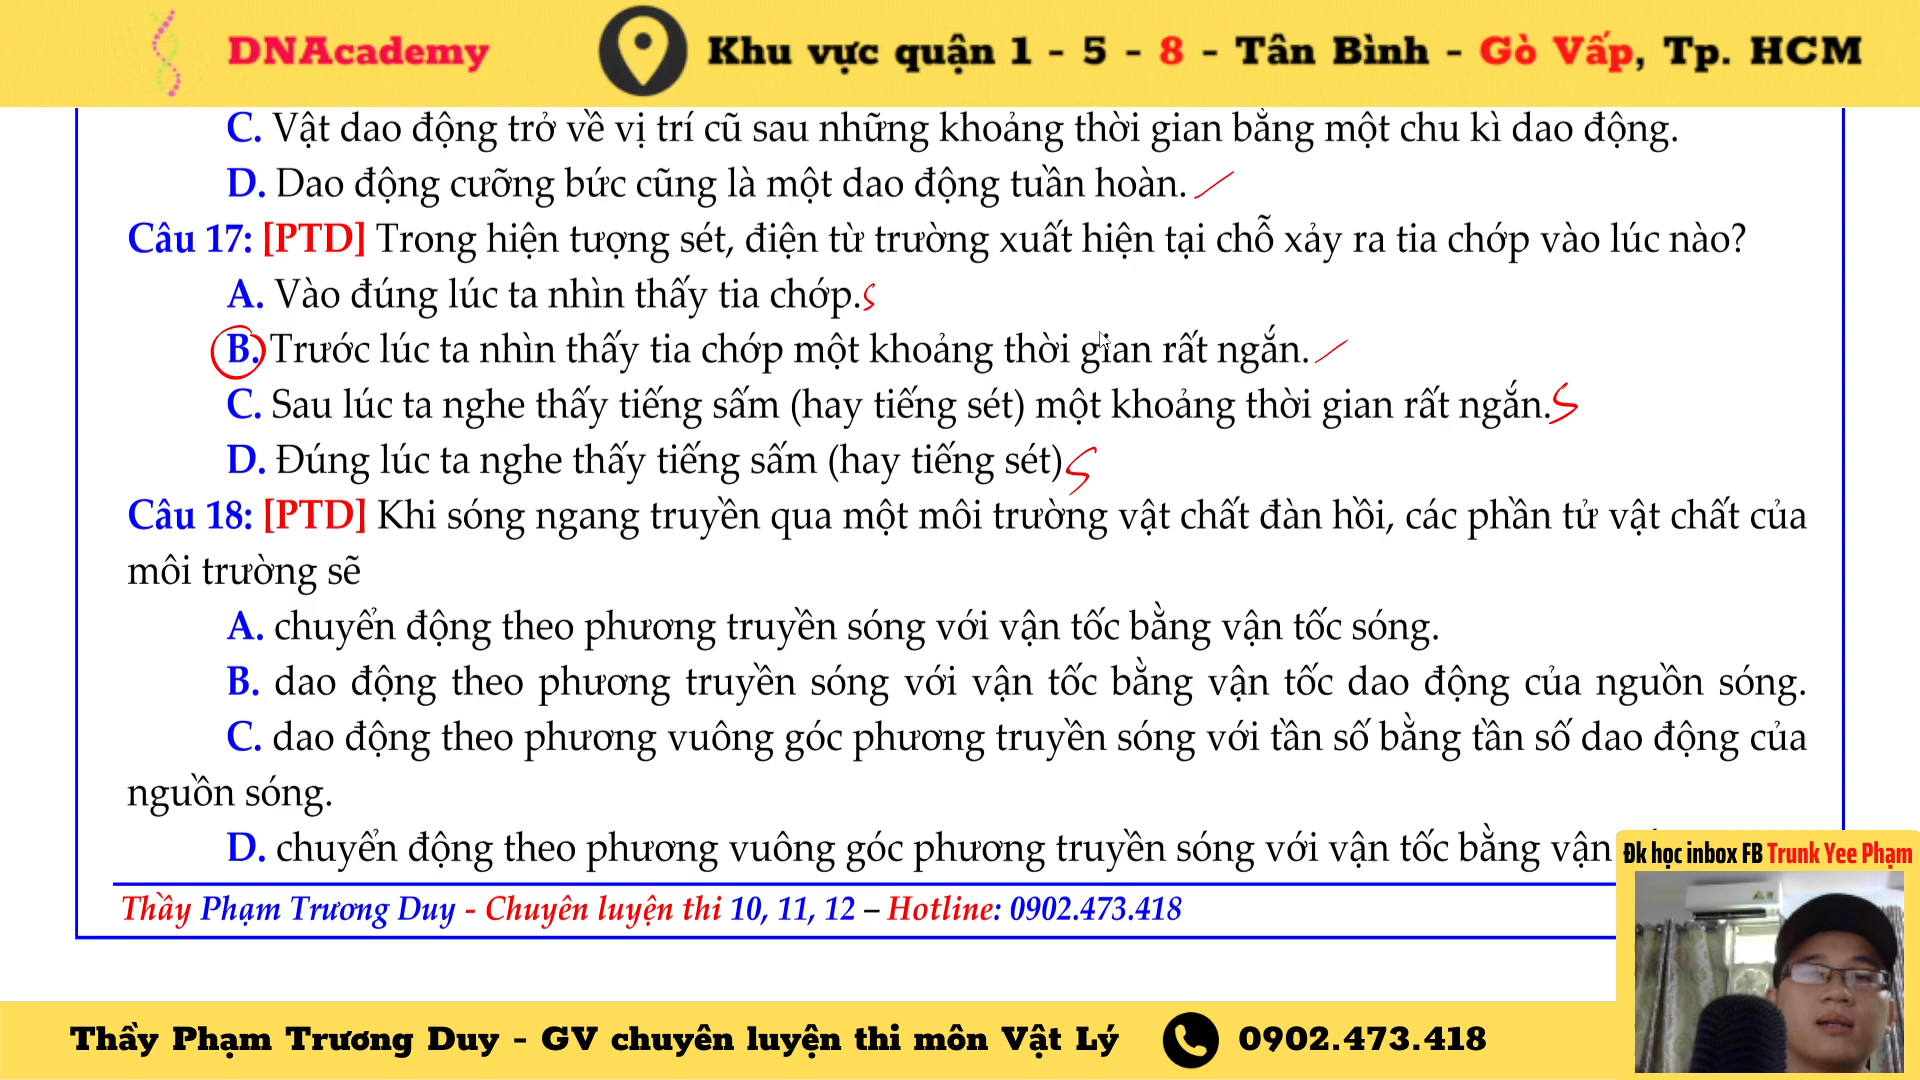 DNAcademy
Khu vực quận 1 - 5 - 8 - Tân Bình - Gò Vấp, Tp. HCM
C. Vật dao động trở về vị trí cũ sau những khoảng thời gian bằng một chu kì dao động.
D. Dao động cưỡng bức cũng là một dao động tuần hoàn.
Câu 17: [PTD] Trong hiện tượng sét, điện từ trường xuất hiện tại chỗ xảy ra tia chớp vào lúc nào?
A. Vào đúng lúc ta nhìn thấy tia chớp. S
B. Trước lúc ta nhìn thấy tia chớp một khoảng thời gian rất ngắn.
C. Sau lúc ta nghe thấy tiếng sấm (hay tiếng sét) một khoảng thời gian rất ngắn. S
D. Đúng lúc ta nghe thấy tiếng sấm (hay tiếng sét) S
Câu 18: [PTD] Khi sóng ngang truyền qua một môi trường vật chất đàn hồi, các phần tử vật chất của
môi trường sẽ
A. chuyển động theo phương truyền sóng với vận tốc bằng vận tốc sóng.
B. dao động theo phương truyền sóng với vận tốc bằng vận tốc dao động của nguồn sóng.
C. dao động theo phương vuông góc phương truyền sóng với tần số bằng tần số dao động của
nguồn sóng.
D. chuyển động theo phương vuông góc phương truyền sóng với vận tốc bằng vận
Đk học inbox FB Trunk Yee Phạm
Thầy Phạm Trương Duy - Chuyên luyện thi 10, 11, 12 – Hotline: 0902.473.418
Thầy Phạm Trương Duy - GV chuyên luyện thi môn Vật Lý
0902.473.418